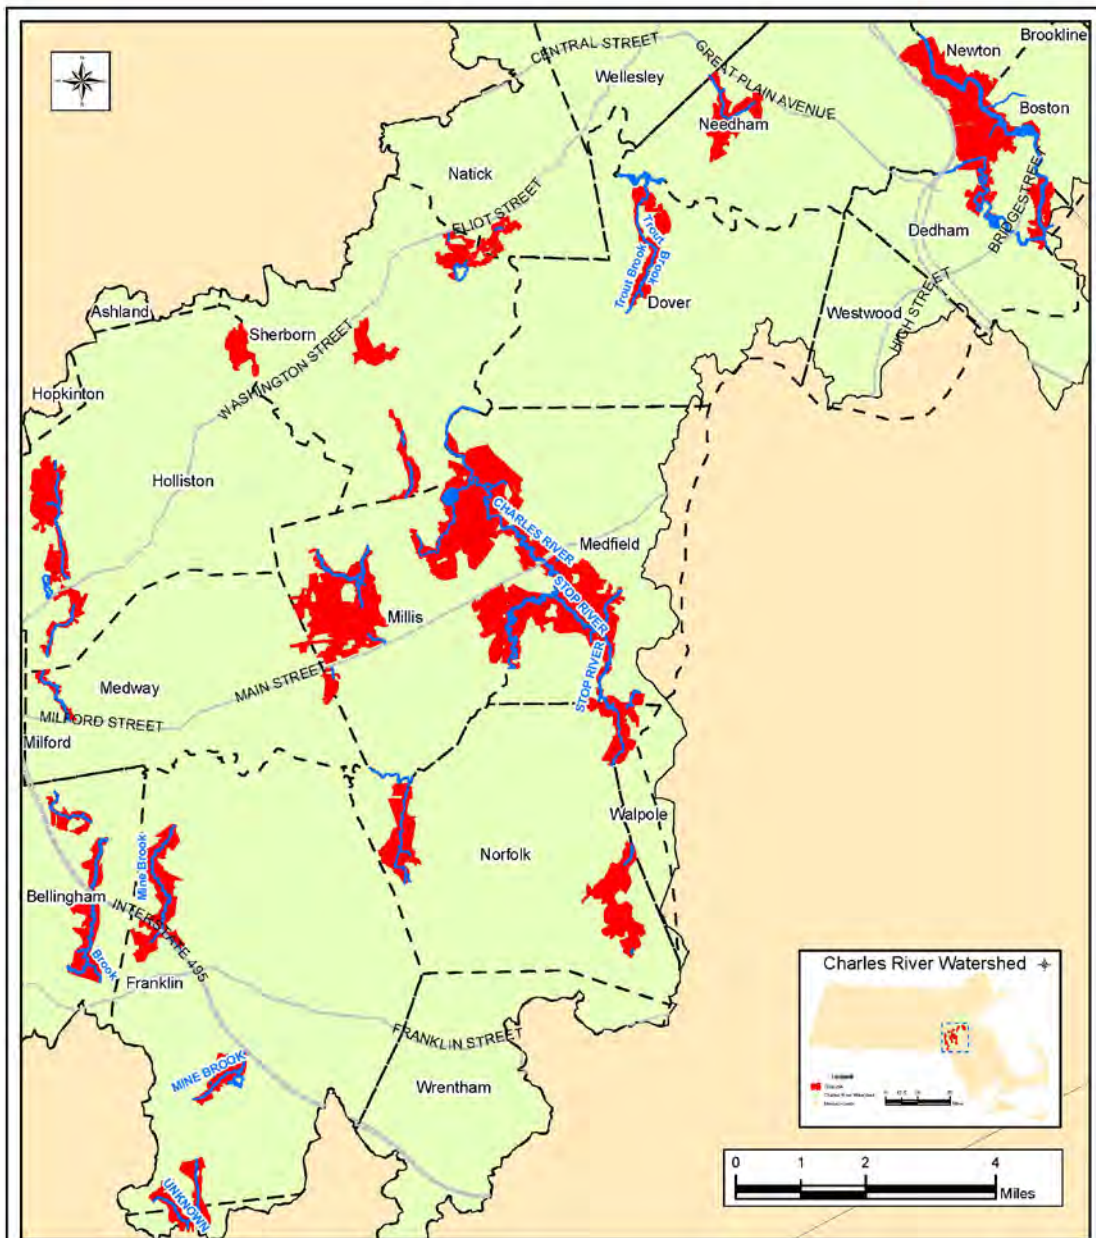 CENTRAL STREET
Wellesley
GREAT PLAIN AVENUE
Newton
Brookline
Boston
Needham
Natick
ELIOT STREET
BRIDGE STREET
Dedham
Trout
Brook
Trout Brook
Dover
Westwood
HIGH STREET
Ashland
Sherborn
WASHINGTON STREET
Hopkinton
Holliston
CHARLES RIVER
Medfield
STOP RIVER
Millis
STOP RIVER
Medway
MAIN STREET
MILFORD STREET
Milford
Walpole
Mine Brook
Norfolk
Bellingham
INTERSTATE 495
Brook
Franklin
FRANKLIN STREET
MINE BROOK
Wrentham
UNKNOWN
Charles River Watershed
0 1 2 4
Miles